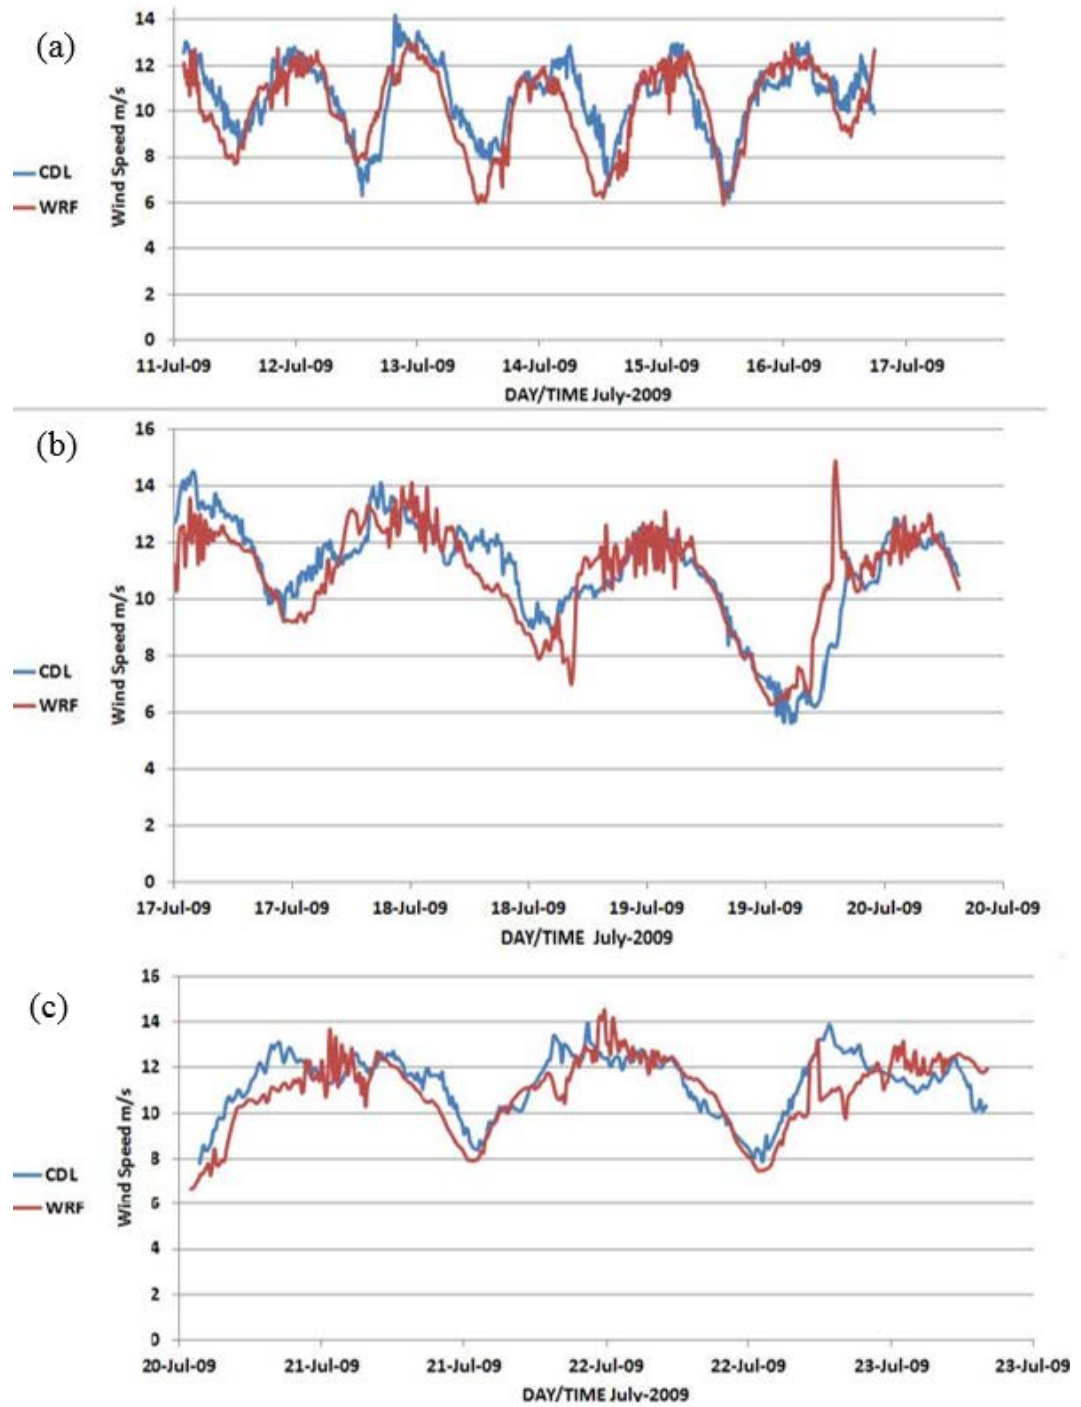 (a)
14
12
10
8
6
4
2
0
Wind Speed m/s
CDL
WRF
11-Jul-09 12-Jul-09 13-Jul-09 14-Jul-09 15-Jul-09 16-Jul-09 17-Jul-09
DAY/TIME July-2009
(b)
16
14
12
10
8
6
4
2
0
Wind Speed m/s
CDL
WRF
17-Jul-09 17-Jul-09 18-Jul-09 18-Jul-09 19-Jul-09 19-Jul-09 20-Jul-09 20-Jul-09
DAY/TIME July-2009
(c)
16
14
12
10
8
6
4
2
0
Wind Speed m/s
CDL
WRF
20-Jul-09 21-Jul-09 21-Jul-09 22-Jul-09 22-Jul-09 23-Jul-09 23-Jul-09
DAY/TIME July-2009